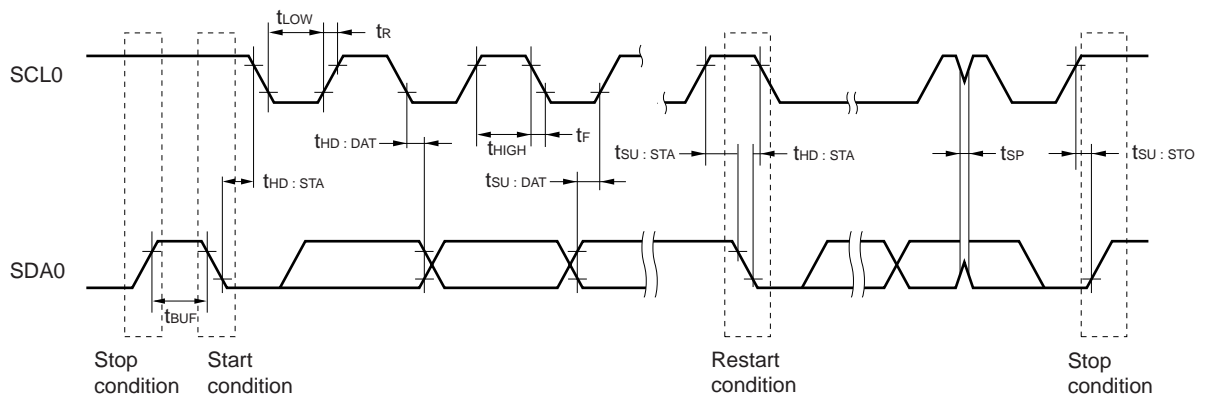 tLOW
tR
SCL0
tHD : DAT
tHIGH
tF
tSU : STA
tHD : STA
tSP
tSU : STO
tHD : STA
tSU : DAT
SDA0
tBUF
Stop
condition
Start
condition
Restart
condition
Stop
condition